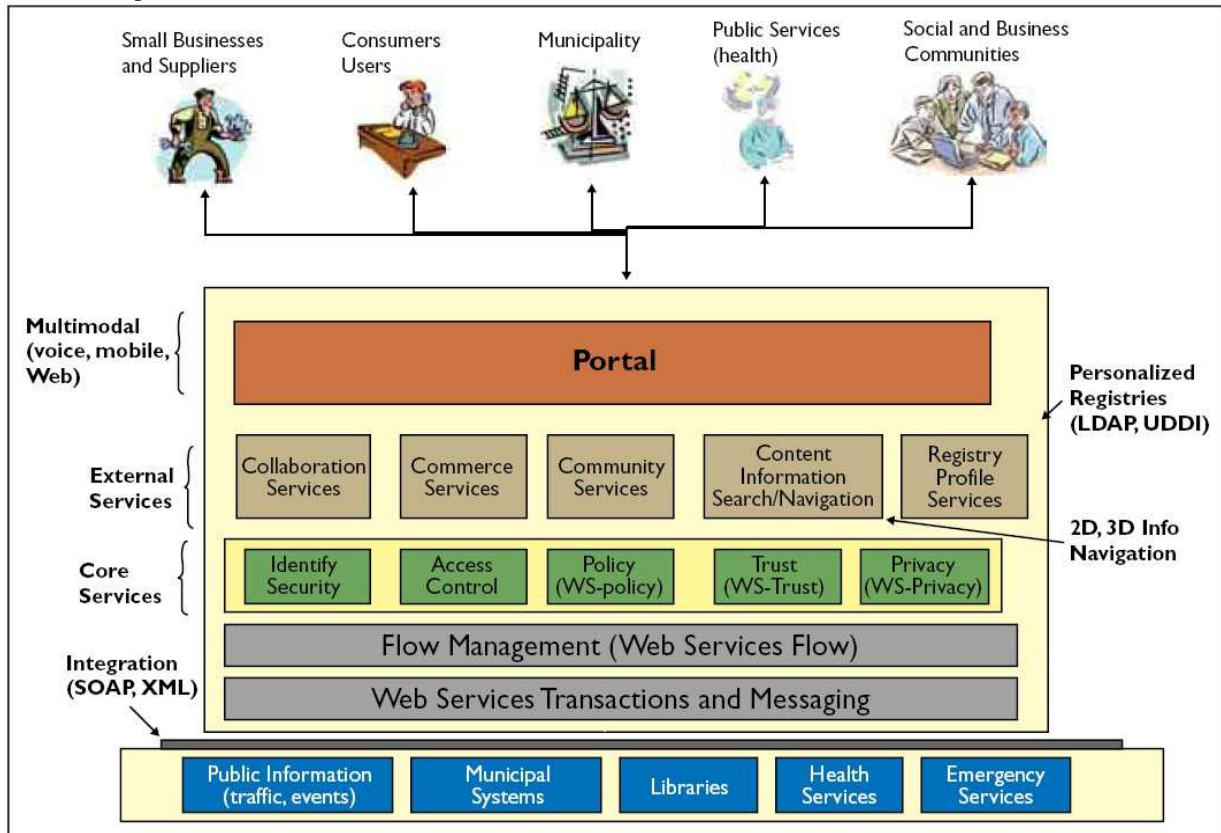 Small Businesses
and Suppliers
Consumers
Users
Municipality
Public Services
(health)
Social and Business
Communities
Multimodal
(voice, mobile,
Web)
Portal
Personalized
Registries
(LDAP, UDDI)
External
Services
Collaboration
Services
Commerce
Services
Community
Services
Content
Information
Search/Navigation
Registry
Profile
Services
2D, 3D Info
Navigation
Core
Services
Identify
Security
Access
Control
Policy
(WS-policy)
Trust
(WS-Trust)
Privacy
(WS-Privacy)
Flow Management (Web Services Flow)
Integration
(SOAP, XML)
Web Services Transactions and Messaging
Public Information
(traffic, events)
Municipal
Systems
Libraries
Health
Services
Emergency
Services